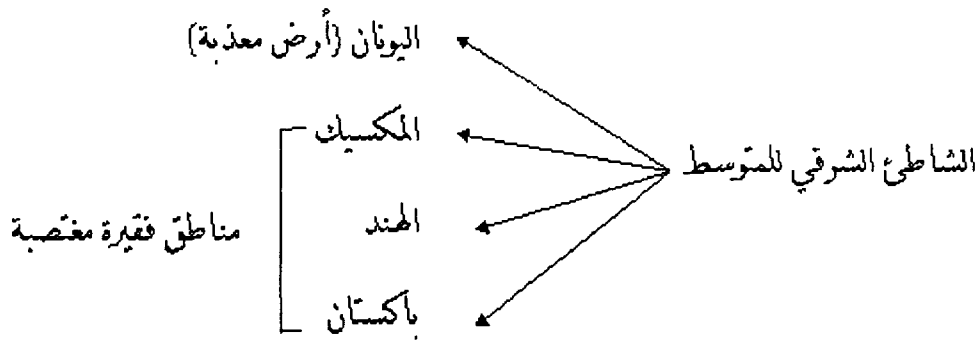 اليونان (أرض معذبة)
المكسيك
الشاطئ الشرقي للمتوسط
الهند
مناطق فقيرة مغتصبة
باكستان